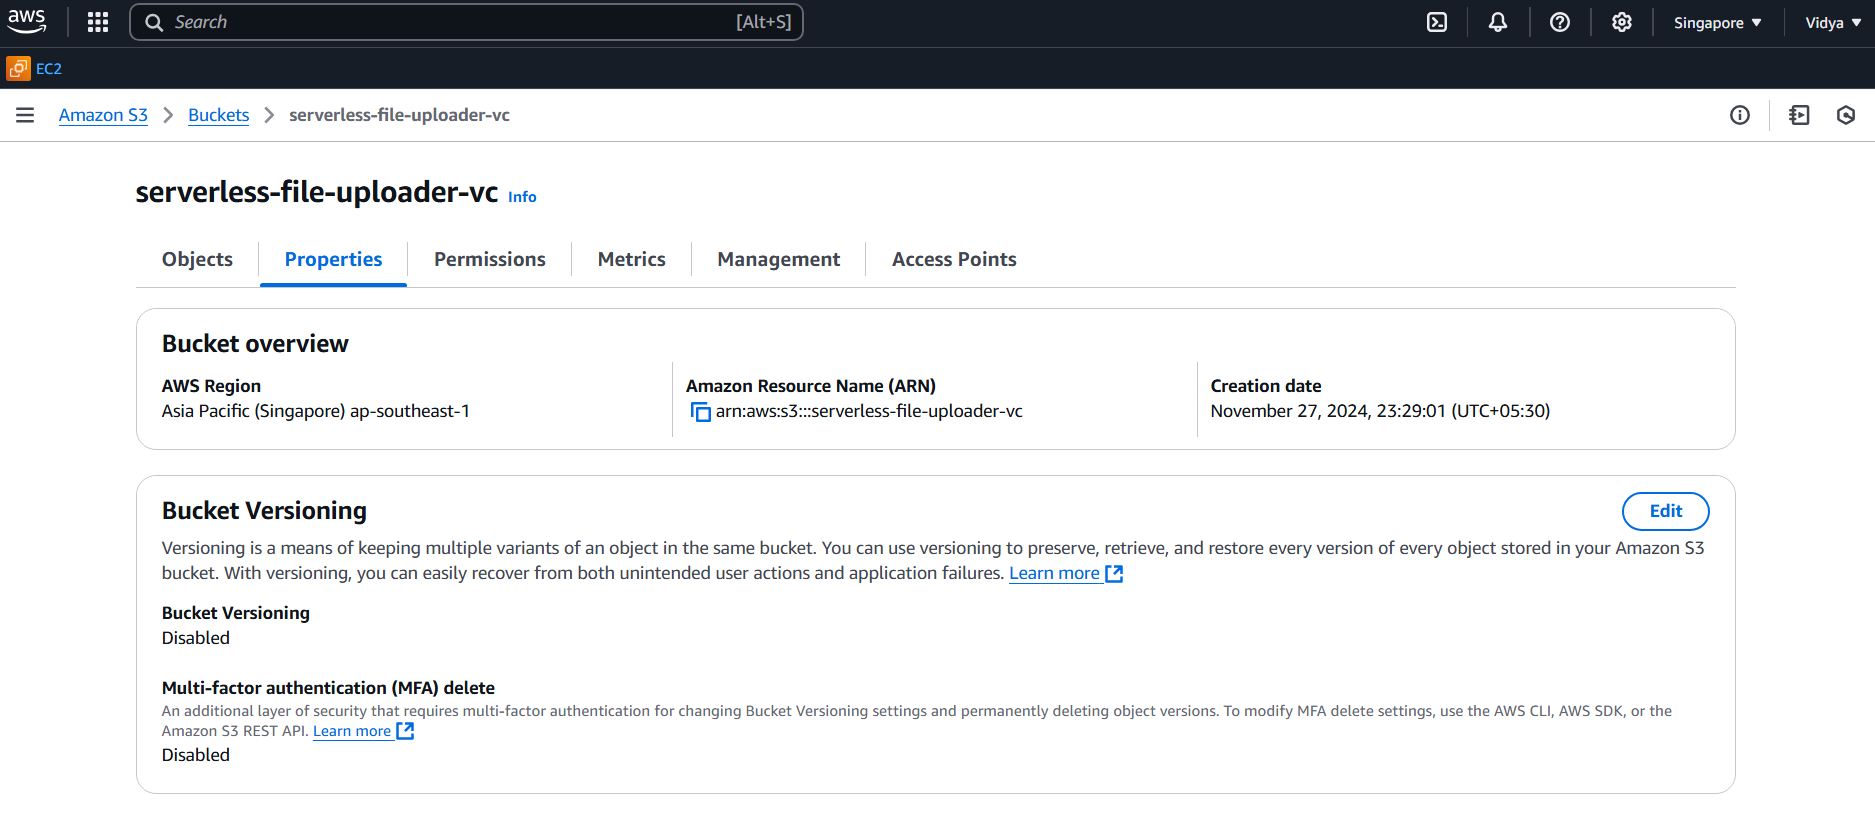 aws
Search [Alt+S]
Singapore
Vidya
EC2
Amazon S3
Buckets
serverless-file-uploader-vc
serverless-file-uploader-vc Info
Objects
Properties
Permissions
Metrics
Management
Access Points
Bucket overview
AWS Region
Asia Pacific (Singapore) ap-southeast-1
Amazon Resource Name (ARN)
arn:aws:s3:::serverless-file-uploader-vc
Creation date
November 27, 2024, 23:29:01 (UTC+05:30)
Bucket Versioning
Edit
Versioning is a means of keeping multiple variants of an object in the same bucket. You can use versioning to preserve, retrieve, and restore every version of every object stored in your Amazon S3
bucket. With versioning, you can easily recover from both unintended user actions and application failures. Learn more
Bucket Versioning
Disabled
Multi-factor authentication (MFA) delete
An additional layer of security that requires multi-factor authentication for changing Bucket Versioning settings and permanently deleting object versions. To modify MFA delete settings, use the AWS CLI, AWS SDK, or the
Amazon S3 REST API. Learn more
Disabled